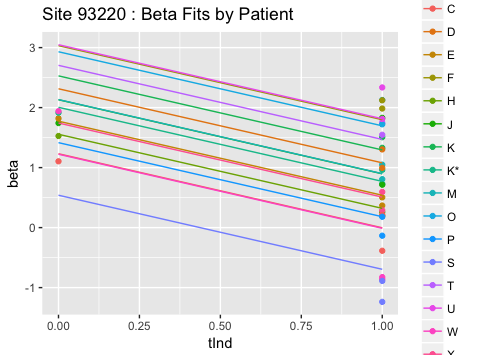 Site 93220 : Beta Fits by Patient
3
2
1
0
-1
beta
0.00
0.25
0.50
0.75
1.00
tInd
C
D
E
F
H
J
K
K*
M
O
P
S
T
U
W